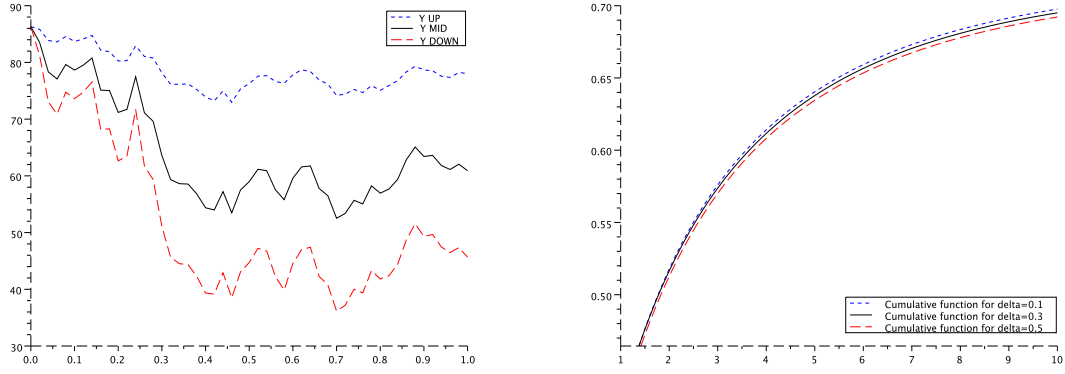 90
80
70
60
50
40
30
0.0 0.1 0.2 0.3 0.4 0.5 0.6 0.7 0.8 0.9 1.0
Y UP
Y MID
Y DOWN
0.70
0.65
0.60
0.55
0.50
1 2 3 4 5 6 7 8 9 10
Cumulative function for delta=0.1
Cumulative function for delta=0.3
Cumulative function for delta=0.5